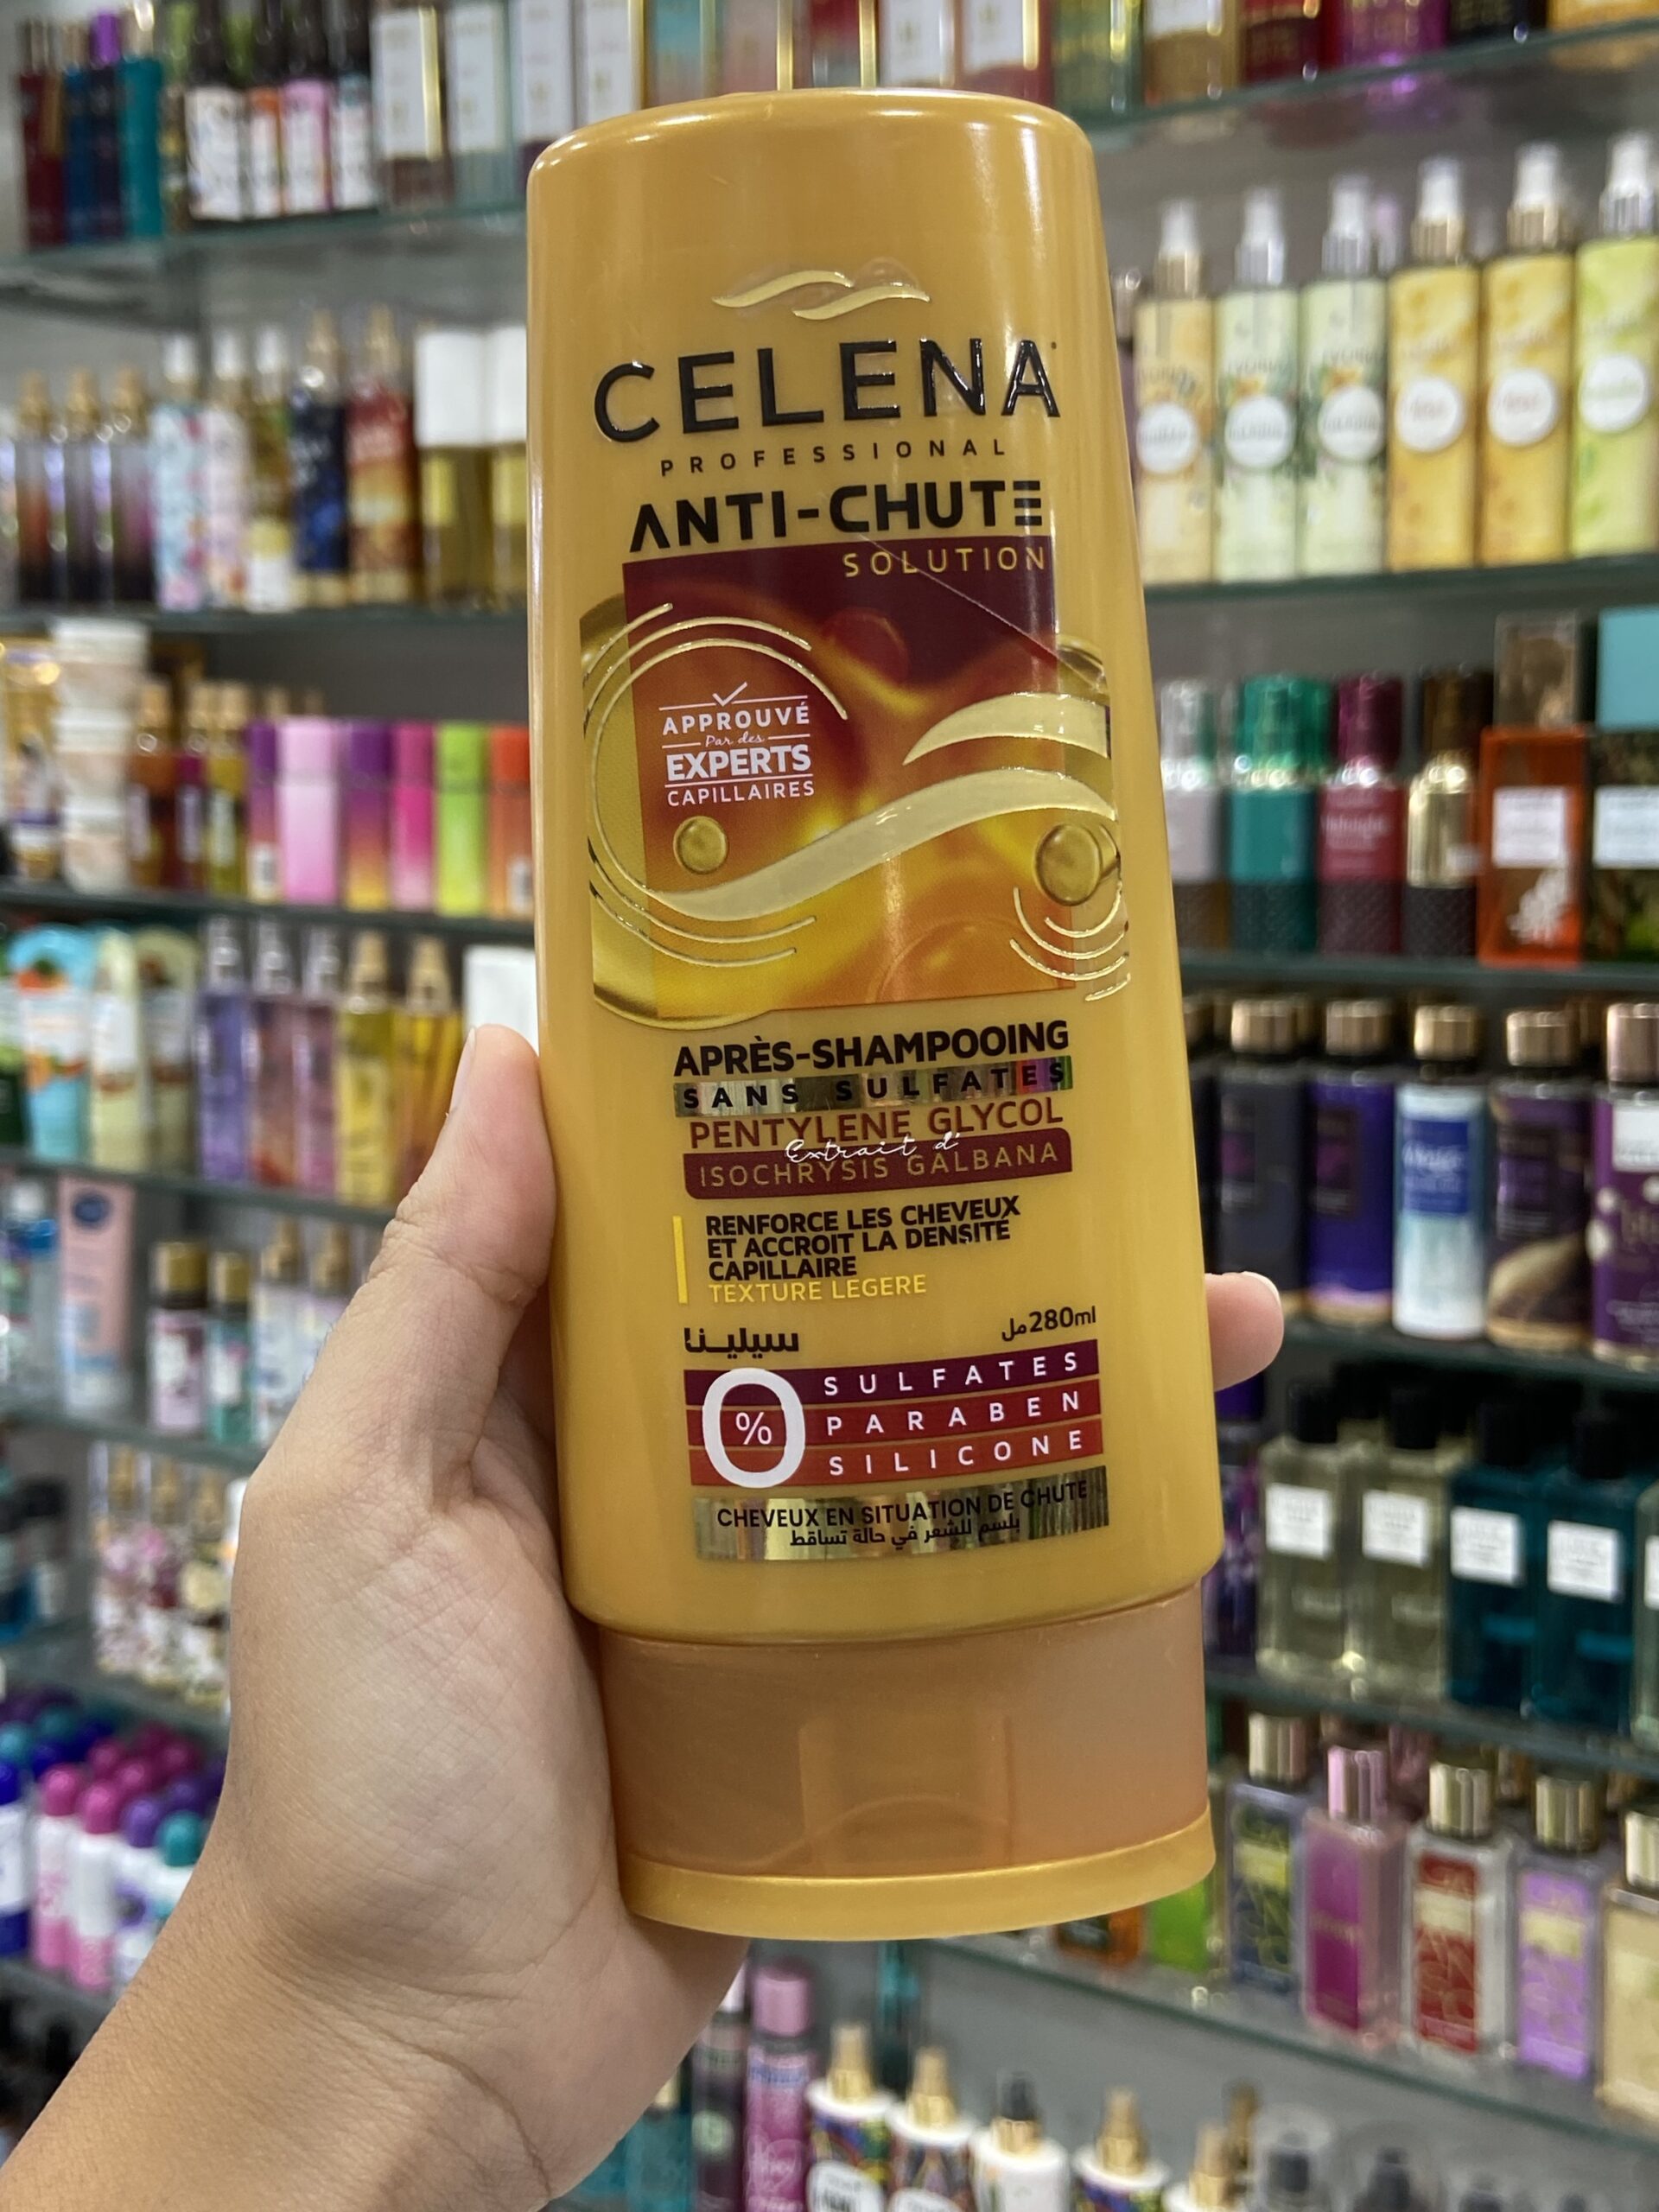 CELENA
PROFESSIONAL
ANTI-CHUTE
SOLUTION
APPROUVÉ
Par des
EXPERTS
CAPILLAIRES
APRÈS-SHAMPOOING
SANS SULFATES
PENTYLENE GLYCOL
Extrait d'
ISOCHRYSIS GALBANA
RENFORCE LES CHEVEUX
ET ACCROIT LA DENSITÉ
CAPILLAIRE
TEXTURE LEGERE
سيلينا
280ml مل
0%
SULFATES
PARABEN
SILICONE
CHEVEUX EN SITUATION DE CHUTE
بلسم للشعر في حالة تساقط